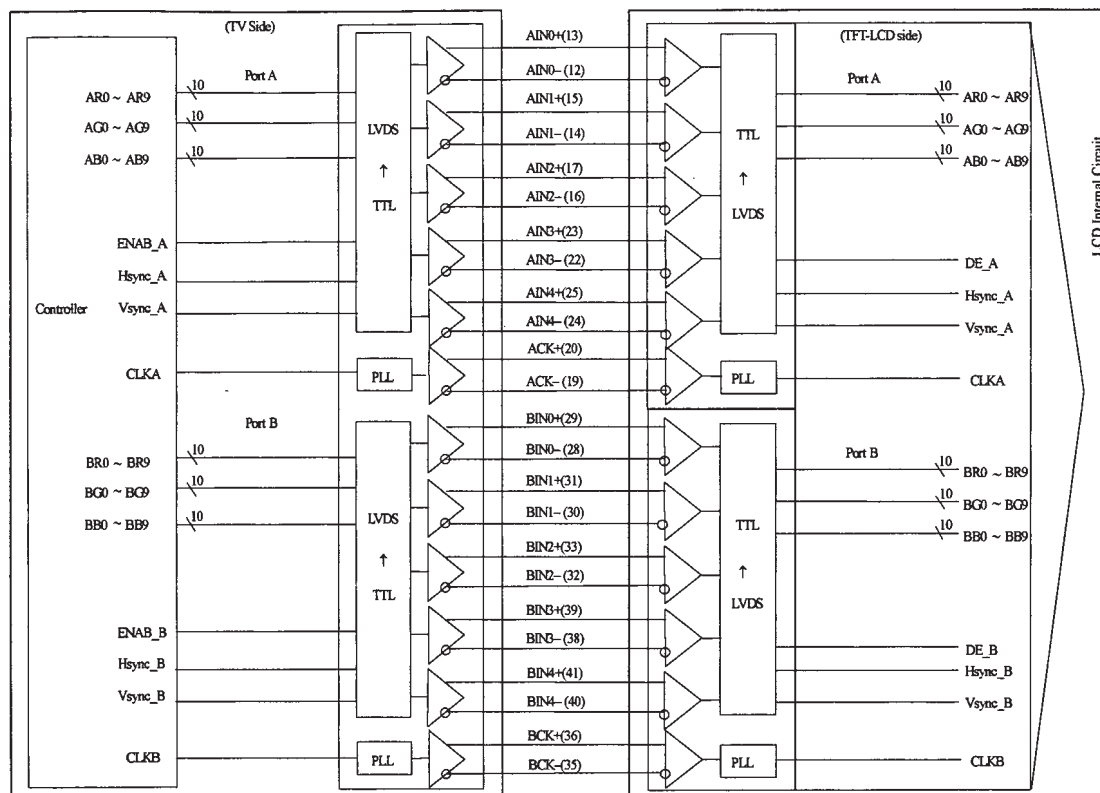 (TV Side)
Controller
Port A
AR0 ~ AR9
10
AG0 ~ AG9
10
AB0 ~ AB9
10
ENAB_A
Hsync_A
Vsync_A
CLKA
LVDS
↑
TTL
PLL
Port B
BR0 ~ BR9
10
BG0 ~ BG9
10
BB0 ~ BB9
10
ENAB_B
Hsync_B
Vsync_B
CLKB
LVDS
↑
TTL
PLL
AIN0+(13)
AIN0–(12)
AIN1+(15)
AIN1–(14)
AIN2+(17)
AIN2–(16)
AIN3+(23)
AIN3–(22)
AIN4+(25)
AIN4–(24)
ACK+(20)
ACK–(19)
BIN0+(29)
BIN0–(28)
BIN1+(31)
BIN1–(30)
BIN2+(33)
BIN2–(32)
BIN3+(39)
BIN3–(38)
BIN4+(41)
BIN4–(40)
BCK+(36)
BCK–(35)
(TFT-LCD side)
TTL
↑
LVDS
PLL
Port A
10
AR0 ~ AR9
10
AG0 ~ AG9
10
AB0 ~ AB9
DE_A
Hsync_A
Vsync_A
CLKA
TTL
↑
LVDS
PLL
Port B
10
BR0 ~ BR9
10
BG0 ~ BG9
10
BB0 ~ BB9
DE_B
Hsync_B
Vsync_B
CLKB
LCD Internal Circuit